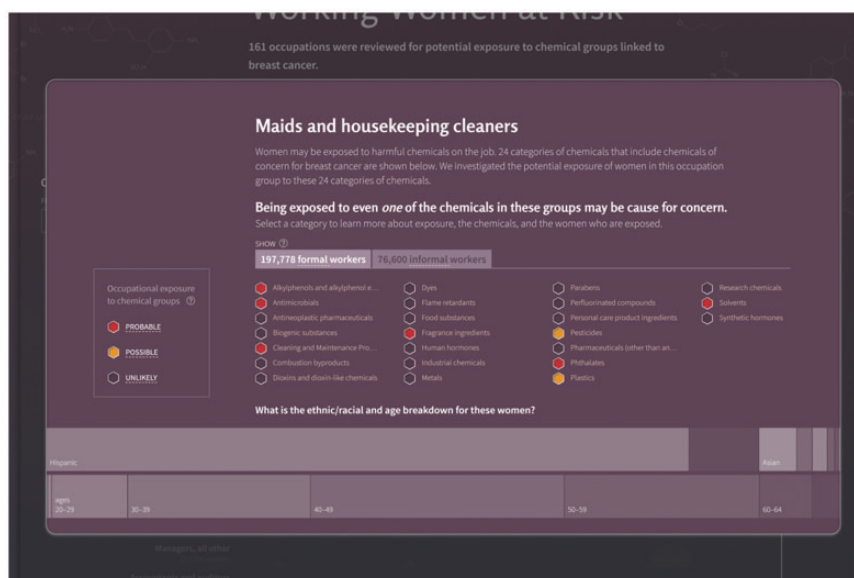 Working Women at Risk
161 occupations were reviewed for potential exposure to chemical groups linked to
breast cancer.
Maids and housekeeping cleaners
Women may be exposed to harmful chemicals on the job. 24 categories of chemicals that include chemicals of
concern for breast cancer are shown below. We investigated the potential exposure of women in this occupation
group to these 24 categories of chemicals.
Being exposed to even one of the chemicals in these groups may be cause for concern.
Select a category to learn more about exposure, the chemicals, and the women who are exposed.
SHOW ?
197,778 formal workers 76,600 informal workers
Occupational exposure
to chemical groups ?
PROBABLE
POSSIBLE
UNLIKELY
Alkylphenols and alkylphenol e...
Antimicrobials
Antineoplastic pharmaceuticals
Biogenic substances
Cleaning and Maintenance Pro...
Combustion byproducts
Dioxins and dioxin-like chemicals
Dyes
Flame retardants
Food substances
Fragrance ingredients
Human hormones
Industrial chemicals
Metals
Parabens
Perfluorinated compounds
Personal care product ingredients
Pesticides
Pharmaceuticals (other than an...
Phthalates
Plastics
Research chemicals
Solvents
Synthetic hormones
What is the ethnic/racial and age breakdown for these women?
Hispanic Asian
ages
20–29 30–39 40–49 50–59 60–64
Managers, all other